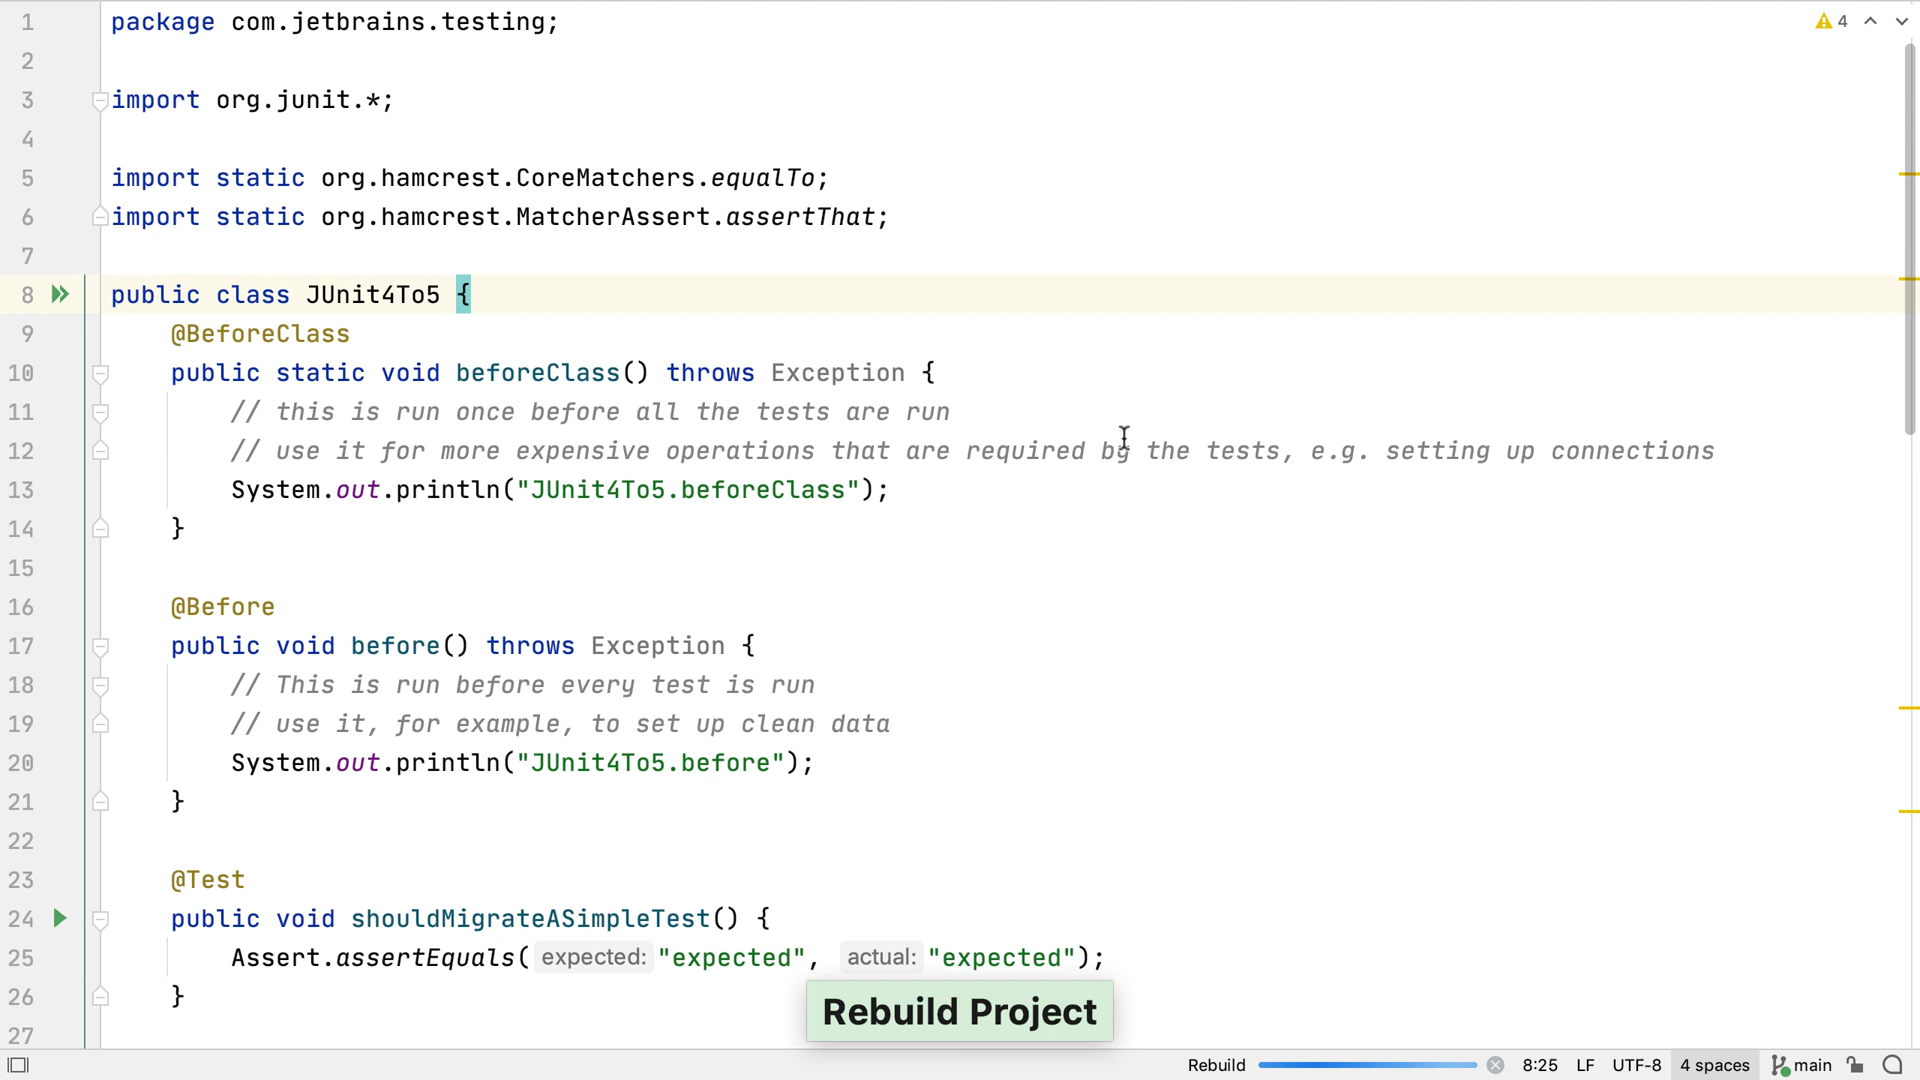 1 package com.jetbrains.testing;
2
3 import org.junit.*;
4
5 import static org.hamcrest.CoreMatchers.equalTo;
6 import static org.hamcrest.MatcherAssert.assertThat;
7
8 public class JUnit4To5 {
9 @BeforeClass
10 public static void beforeClass() throws Exception {
11 // this is run once before all the tests are run
12 // use it for more expensive operations that are required by the tests, e.g. setting up connections
13 System.out.println("JUnit4To5.beforeClass");
14 }
15
16 @Before
17 public void before() throws Exception {
18 // This is run before every test is run
19 // use it, for example, to set up clean data
20 System.out.println("JUnit4To5.before");
21 }
22
23 @Test
24 public void shouldMigrateASimpleTest() {
25 Assert.assertEquals( expected: "expected", actual: "expected");
26 }
27
4
Rebuild Project
Rebuild 8:25 LF UTF-8 4 spaces main